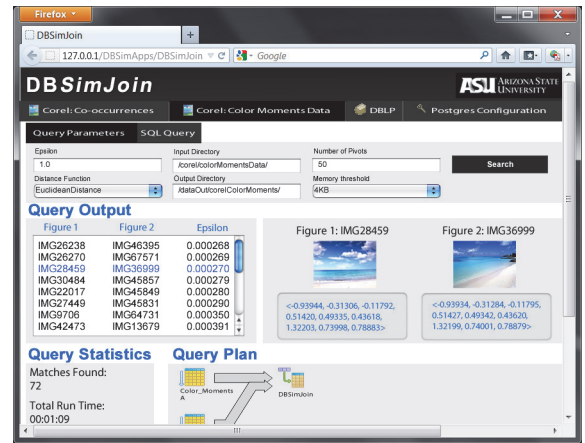 Firefox
DBSimJoin
+
127.0.0.1/DBSimApps/DBSimJoin
Google
DBSimJoin
ASU ARIZONA STATE
UNIVERSITY
Corel: Co-occurrences
Corel: Color Moments Data
DBLP
Postgres Configuration
Query Parameters SQL Query
Epsilon Input Directory Number of Pivots
1.0 /corel/colorMomentsData/ 50 Search
Distance Function Output Directory Memory threshold
EuclideanDistance /dataOut/corelColorMoments/ 4KB
Query Output
Figure 1 Figure 2 Epsilon
IMG26238 IMG46395 0.000268
IMG26270 IMG67571 0.000269
IMG28459 IMG36999 0.000270
IMG30484 IMG45857 0.000279
IMG22017 IMG45849 0.000280
IMG27449 IMG45831 0.000290
IMG9706 IMG64731 0.000350
IMG42473 IMG13679 0.000391
Figure 1: IMG28459
<-0.93944, -0.31306, -0.11792,
0.51420, 0.49335, 0.43618,
1.32203, 0.73998, 0.78883>
Figure 2: IMG36999
<-0.93934, -0.31284, -0.11795,
0.51427, 0.49342, 0.43620,
1.32199, 0.74001, 0.78879>
Query Statistics
Matches Found:
72
Total Run Time:
00:01:09
Query Plan
Color_Moments
A
DBSimJoin